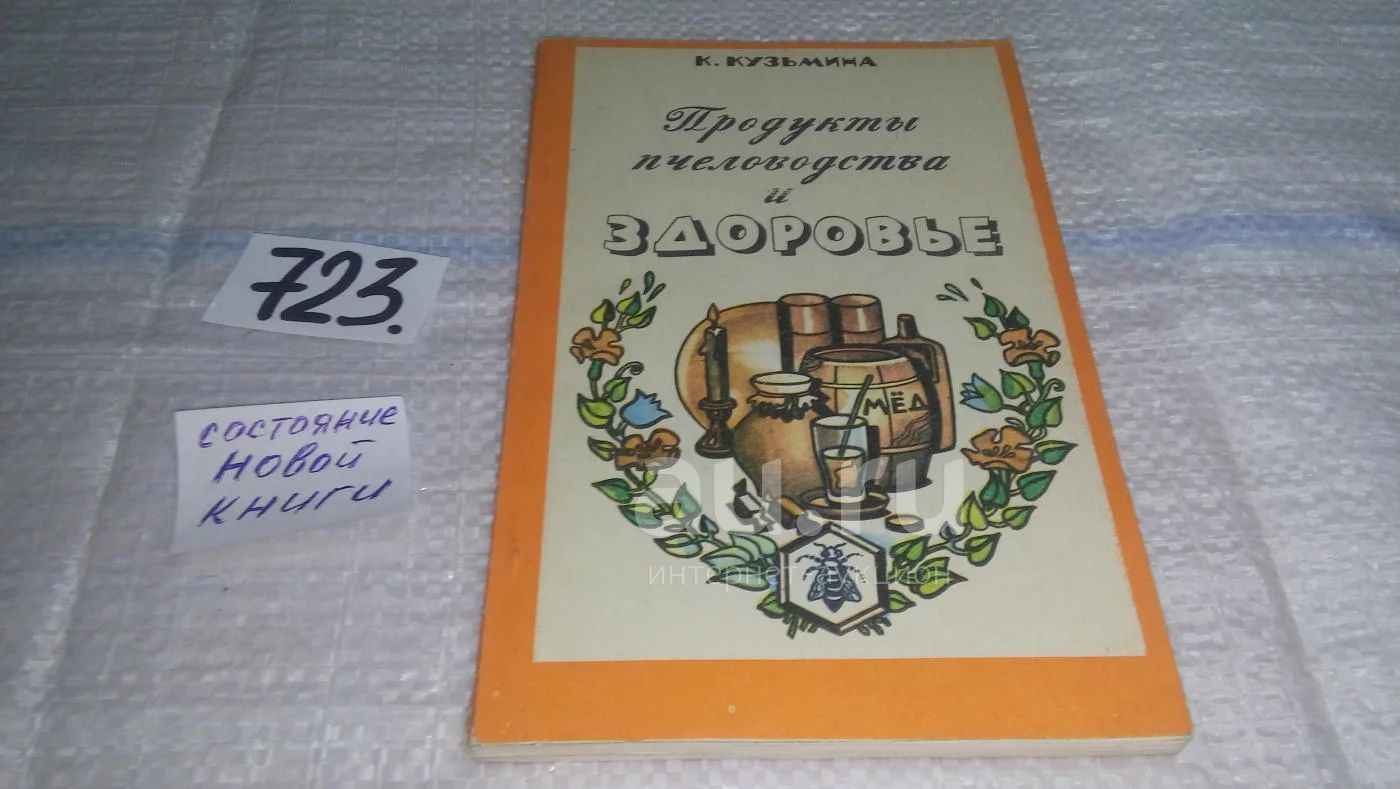 К. КУЗЬМИНА
Продукты
пчеловодства
и
ЗДОРОВЬЕ
МЁД
723.
состояние
новой
книги
au.ru
интернет аукцион